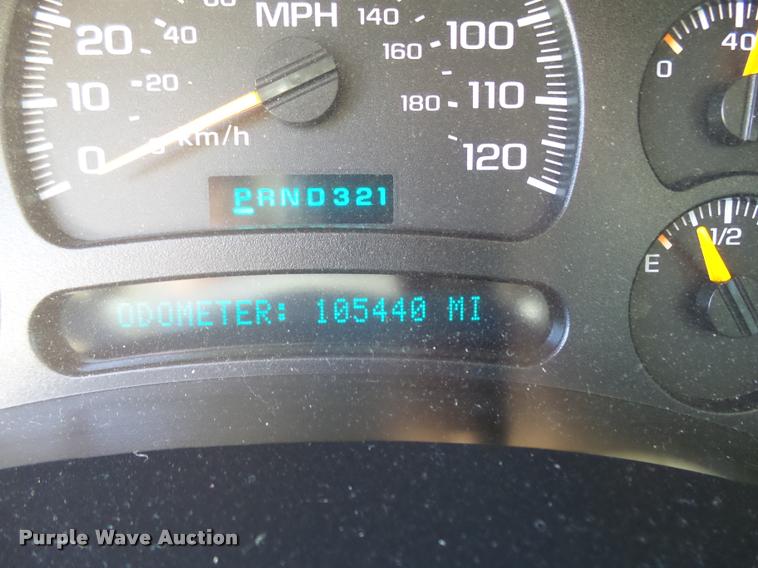 MPH 140 100 40
20 40 160
0
10 20 180 110
km/h
0 120
PRND321
E 1/2
ODOMETER: 105440 MI
Purple Wave Auction